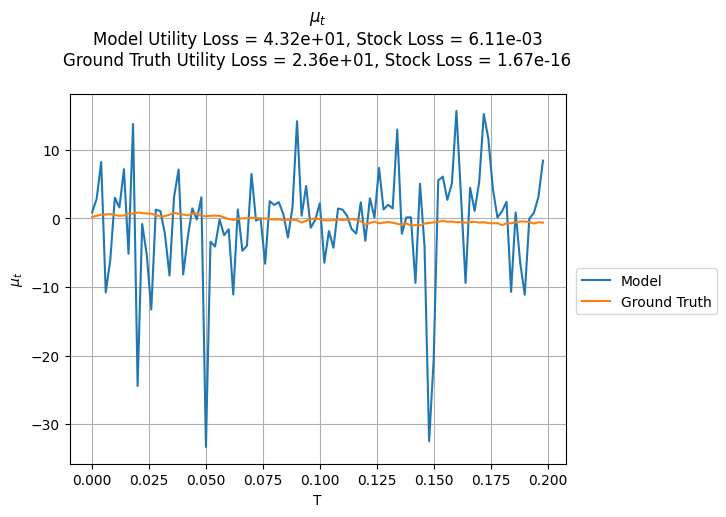 μt
Model Utility Loss = 4.32e+01, Stock Loss = 6.11e-03
Ground Truth Utility Loss = 2.36e+01, Stock Loss = 1.67e-16
10
0
−10
−20
−30
μt
0.000 0.025 0.050 0.075 0.100 0.125 0.150 0.175 0.200
T
Model
Ground Truth